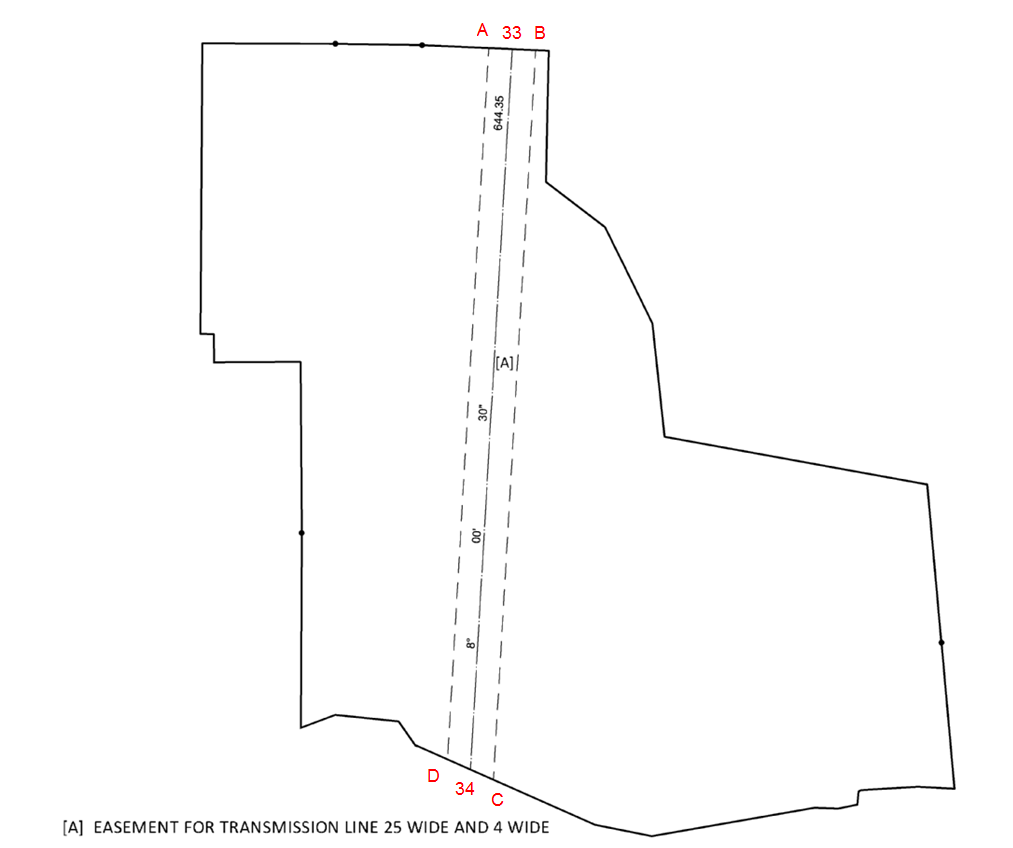 A 33 B
644.35
[A]
30"
00'
8°
D
34
C
[A] EASEMENT FOR TRANSMISSION LINE 25 WIDE AND 4 WIDE